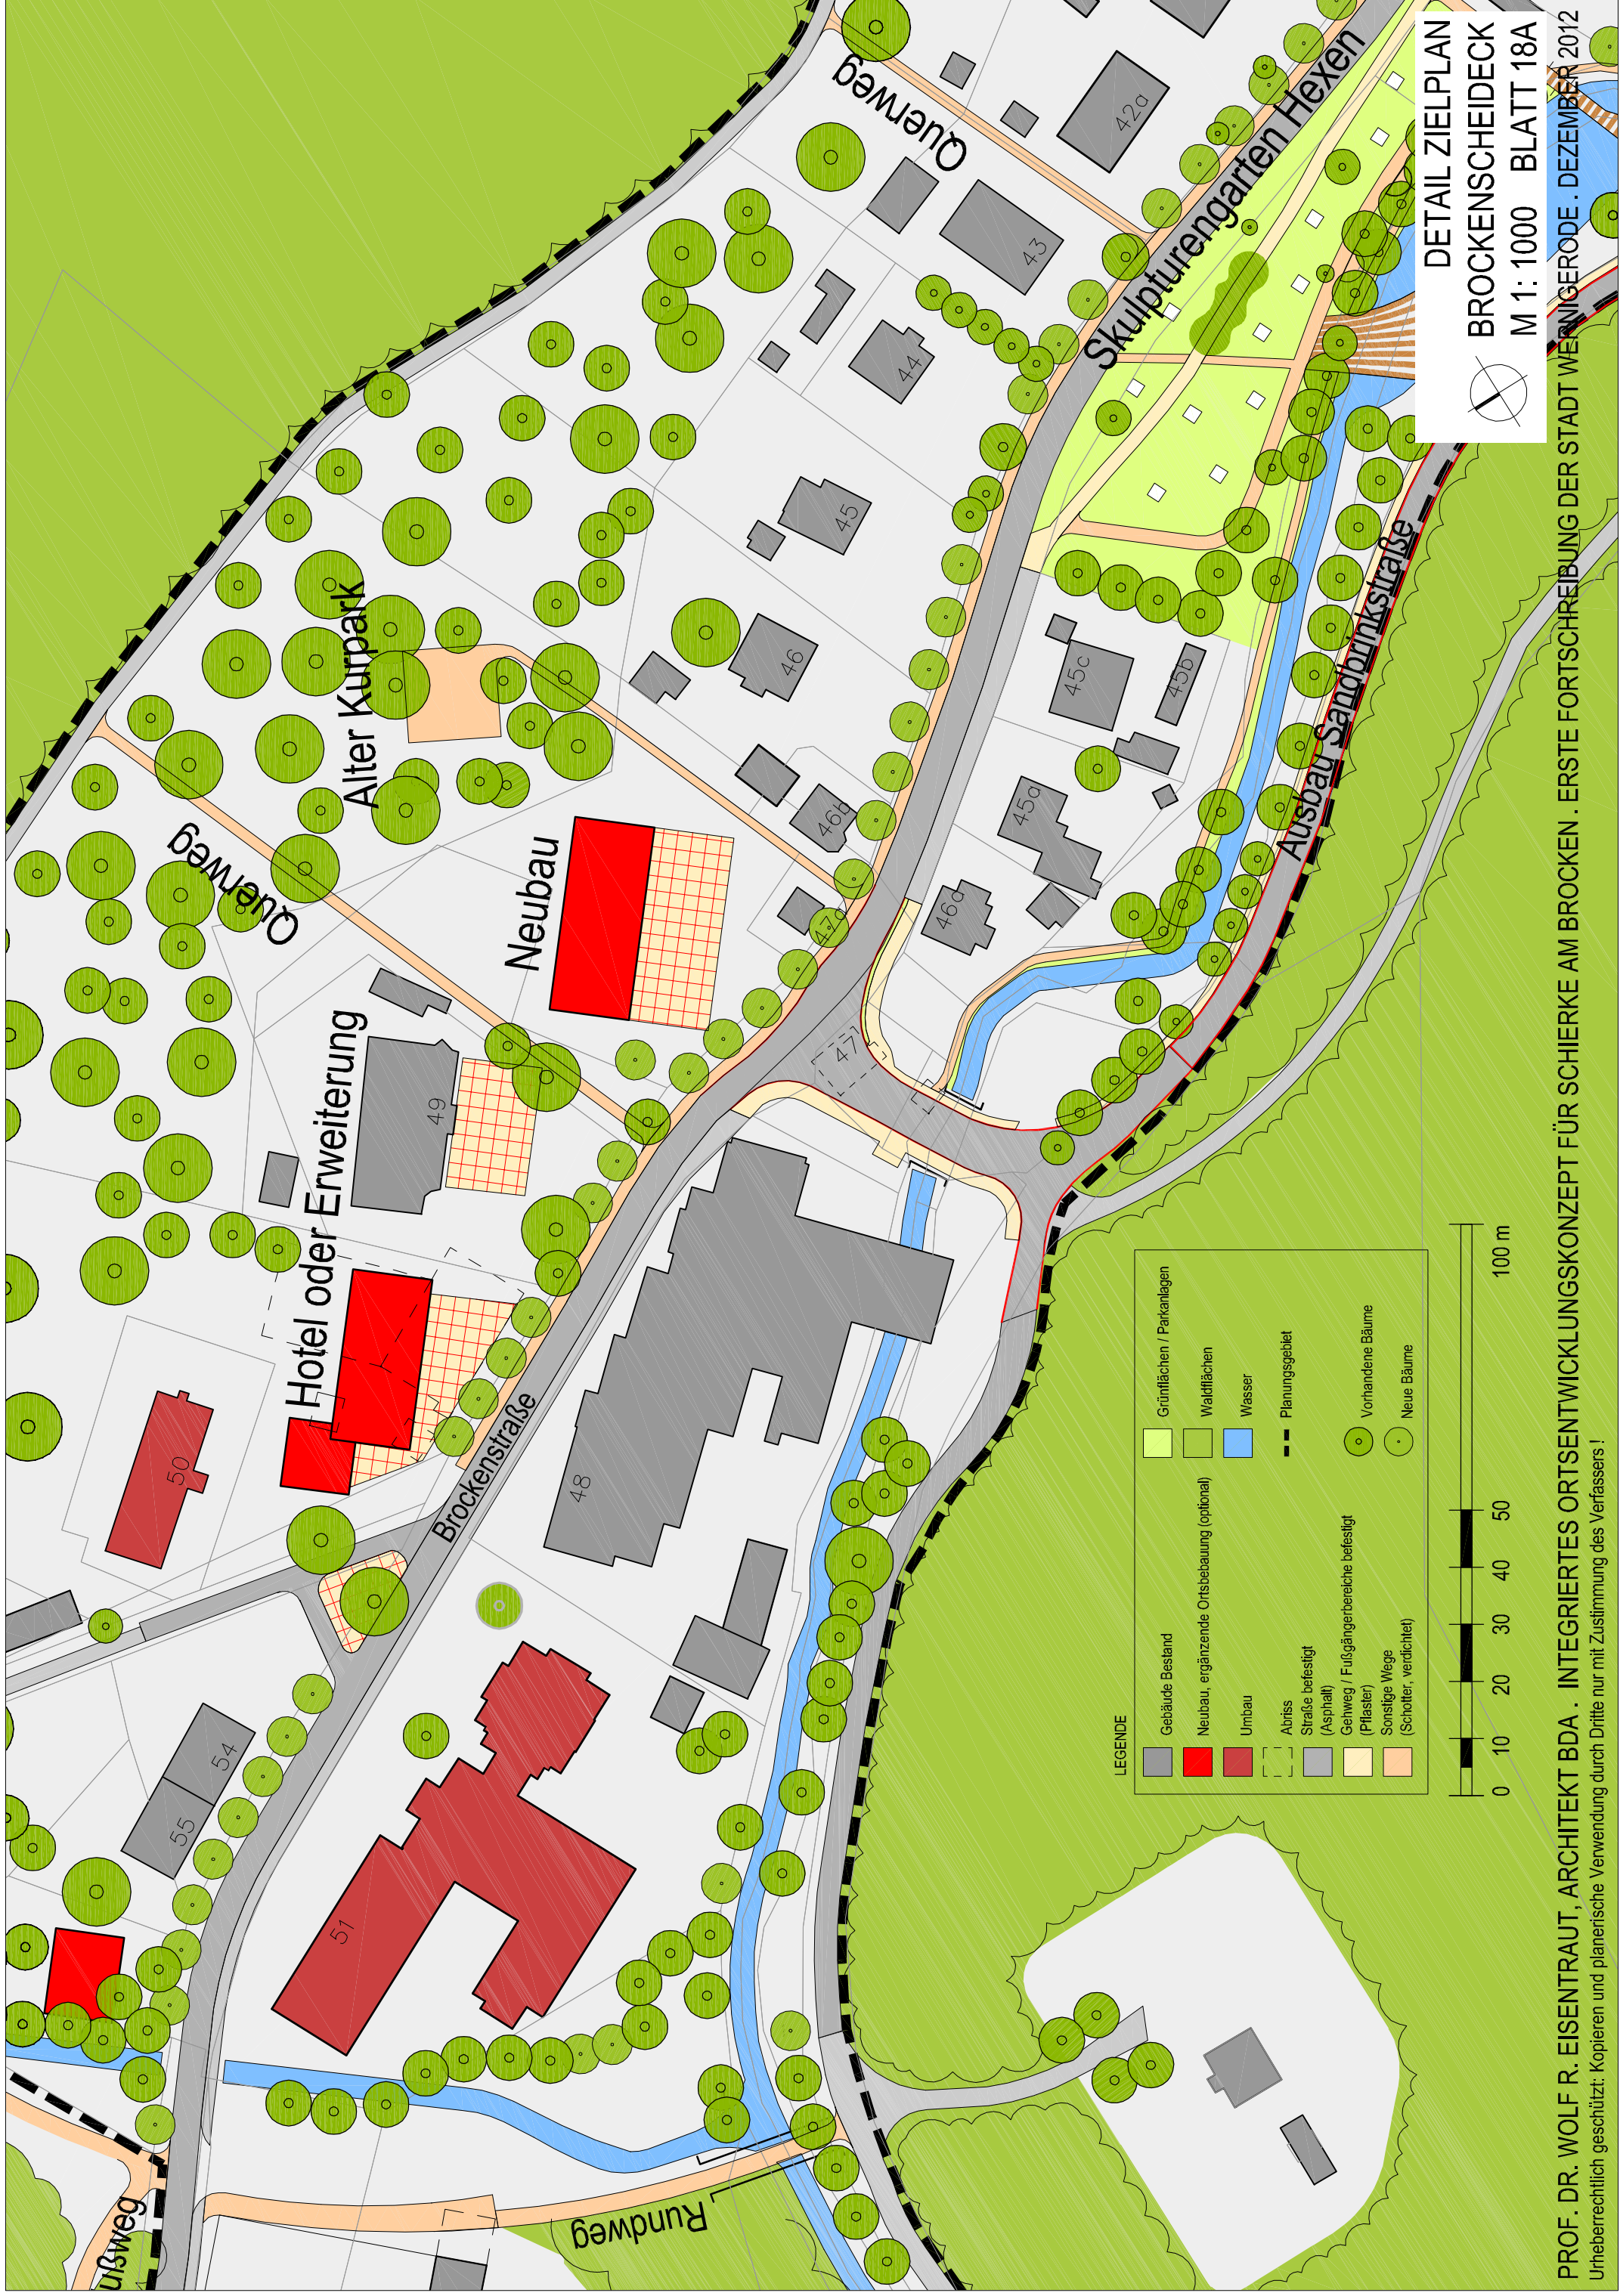 DETAIL ZIELPLAN
BROCKENSCHEIDECK
M 1: 1000 BLATT 18A
Querweg
42a
43
Skulpturengarten Hexen
44
45
46
Alter Kurpark
Querweg
46b
45c
45b
45a
46a
47a
47
Ausbau Sandbrinkstraße
Neubau
49
Hotel oder Erweiterung
50
Brockenstraße
48
54
55
51
Rundweg
ußweg
LEGENDE
Gebäude Bestand
Neubau, ergänzende Ortsbebauung (optional)
Umbau
Abriss
Straße befestigt
(Asphalt)
Gehweg / Fußgängerbereiche befestigt
(Pflaster)
Sonstige Wege
(Schotter, verdichtet)
Grünflächen / Parkanlagen
Waldflächen
Wasser
Planungsgebiet
Vorhandene Bäume
Neue Bäume
0 10 20 30 40 50 100 m
PROF. DR. WOLF R. EISENTRAUT, ARCHITEKT BDA . INTEGRIERTES ORTSENTWICKLUNGSKONZEPT FÜR SCHIERKE AM BROCKEN . ERSTE FORTSCHREIBUNG DER STADT WERNIGERODE . DEZEMBER 2012
Urheberrechtlich geschützt: Kopieren und planerische Verwendung durch Dritte nur mit Zustimmung des Verfassers !